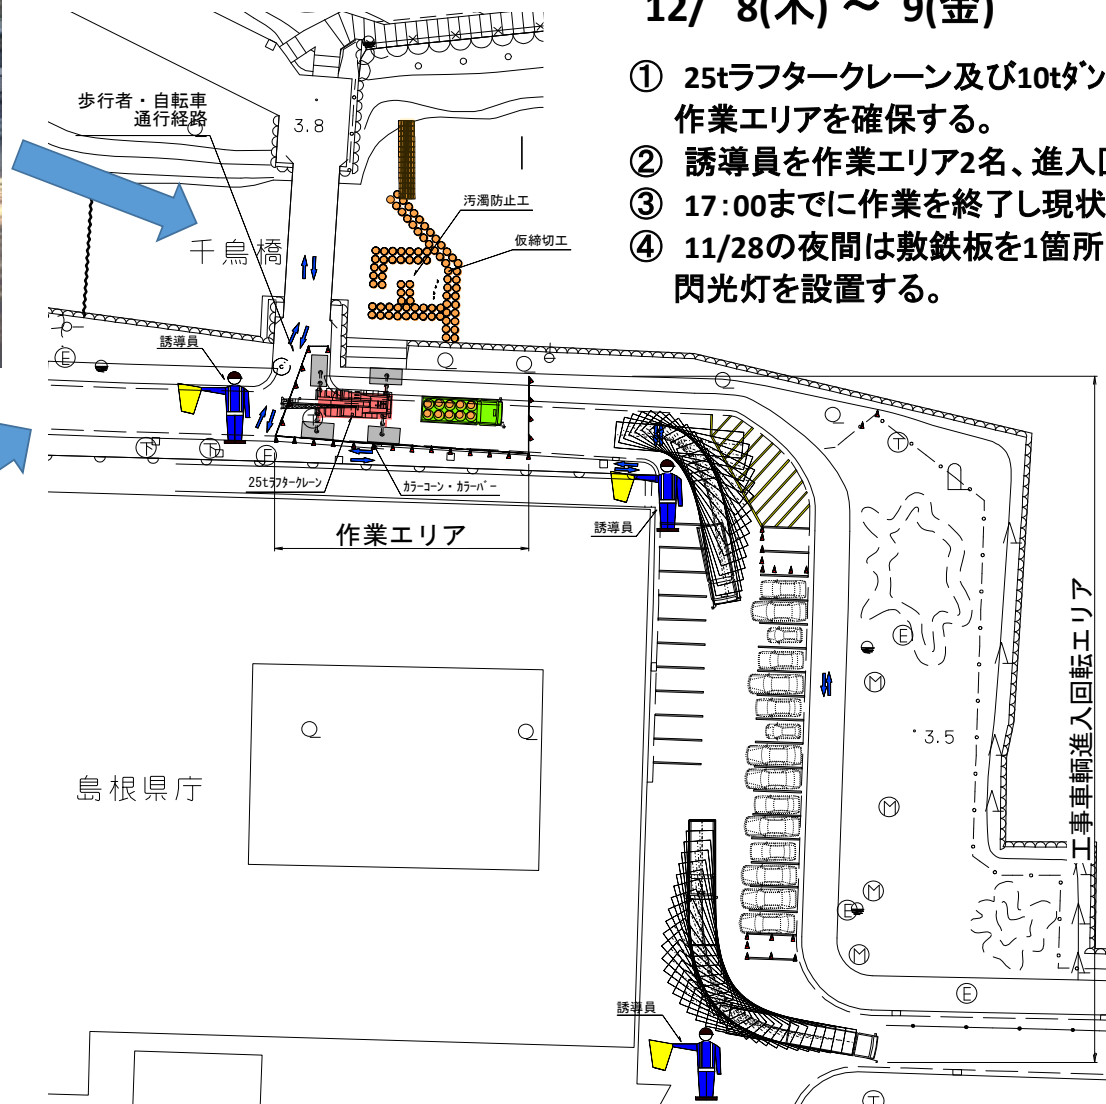 12/ 8(木) ～ 9(金)
① 25tラフタークレーン及び10tダン
作業エリアを確保する。
② 誘導員を作業エリア2名、進入回
③ 17:00までに作業を終了し現状
④ 11/28の夜間は敷鉄板を1箇所
閃光灯を設置する。
歩行者・自転車
通行経路
3.8
汚濁防止工
仮締切工
千鳥橋
誘導員
E
T
T
E
25tラフタークレーン
カラーコーン・カラーバー
作業エリア
誘導員
T
E
M
3.5
M
M
E
M
E
工事車輌進入回転エリア
島根県庁
誘導員
T